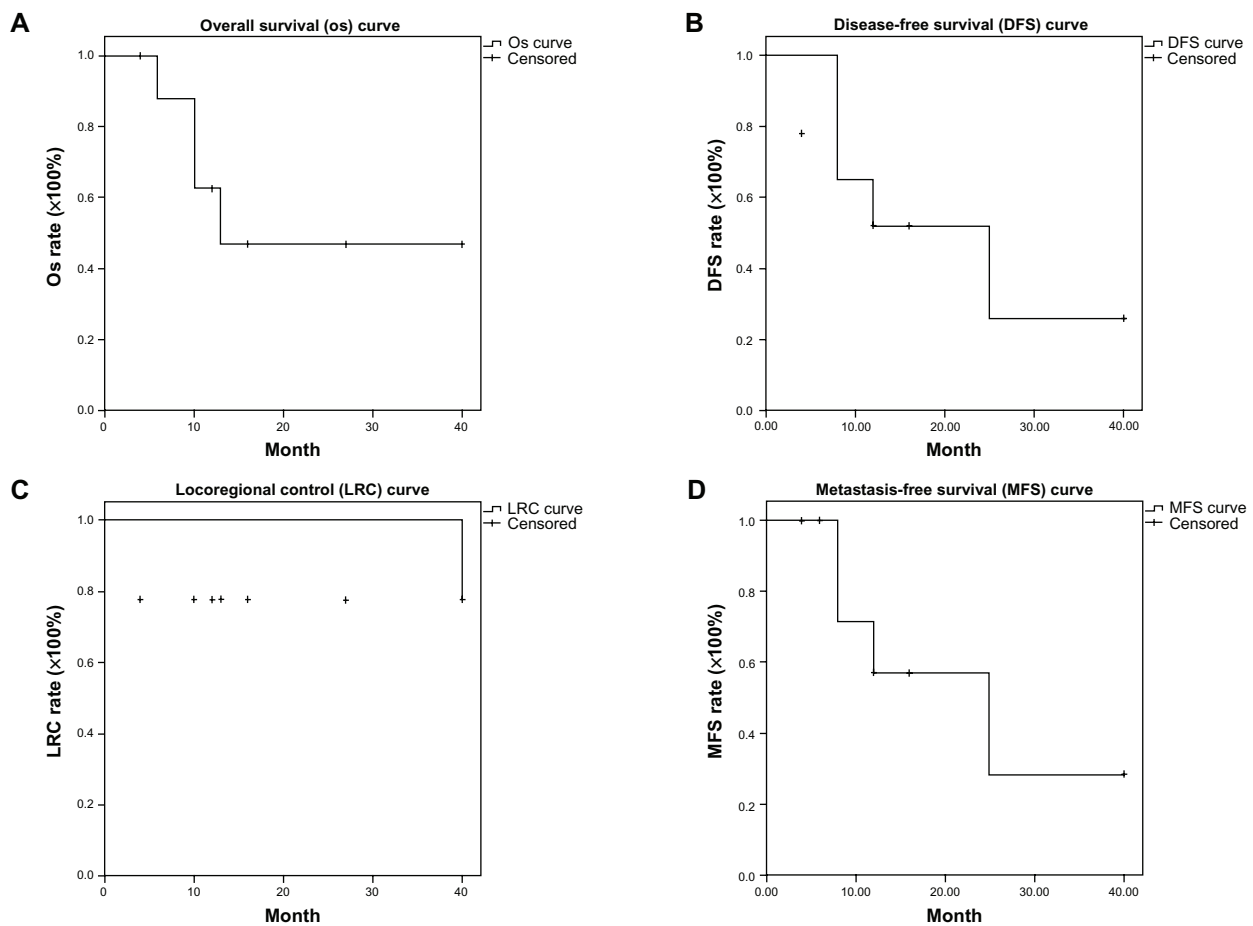 A
Overall survival (os) curve
Os curve
Censored
1.0
0.8
0.6
0.4
0.2
0.0
Os rate (×100%)
0 10 20 30 40
Month
B
Disease-free survival (DFS) curve
DFS curve
Censored
1.0
0.8
0.6
0.4
0.2
0.0
DFS rate (×100%)
0.00 10.00 20.00 30.00 40.00
Month
C
Locoregional control (LRC) curve
LRC curve
Censored
1.0
0.8
0.6
0.4
0.2
0.0
LRC rate (×100%)
0 10 20 30 40
Month
D
Metastasis-free survival (MFS) curve
MFS curve
Censored
1.0
0.8
0.6
0.4
0.2
0.0
MFS rate (×100%)
0.00 10.00 20.00 30.00 40.00
Month